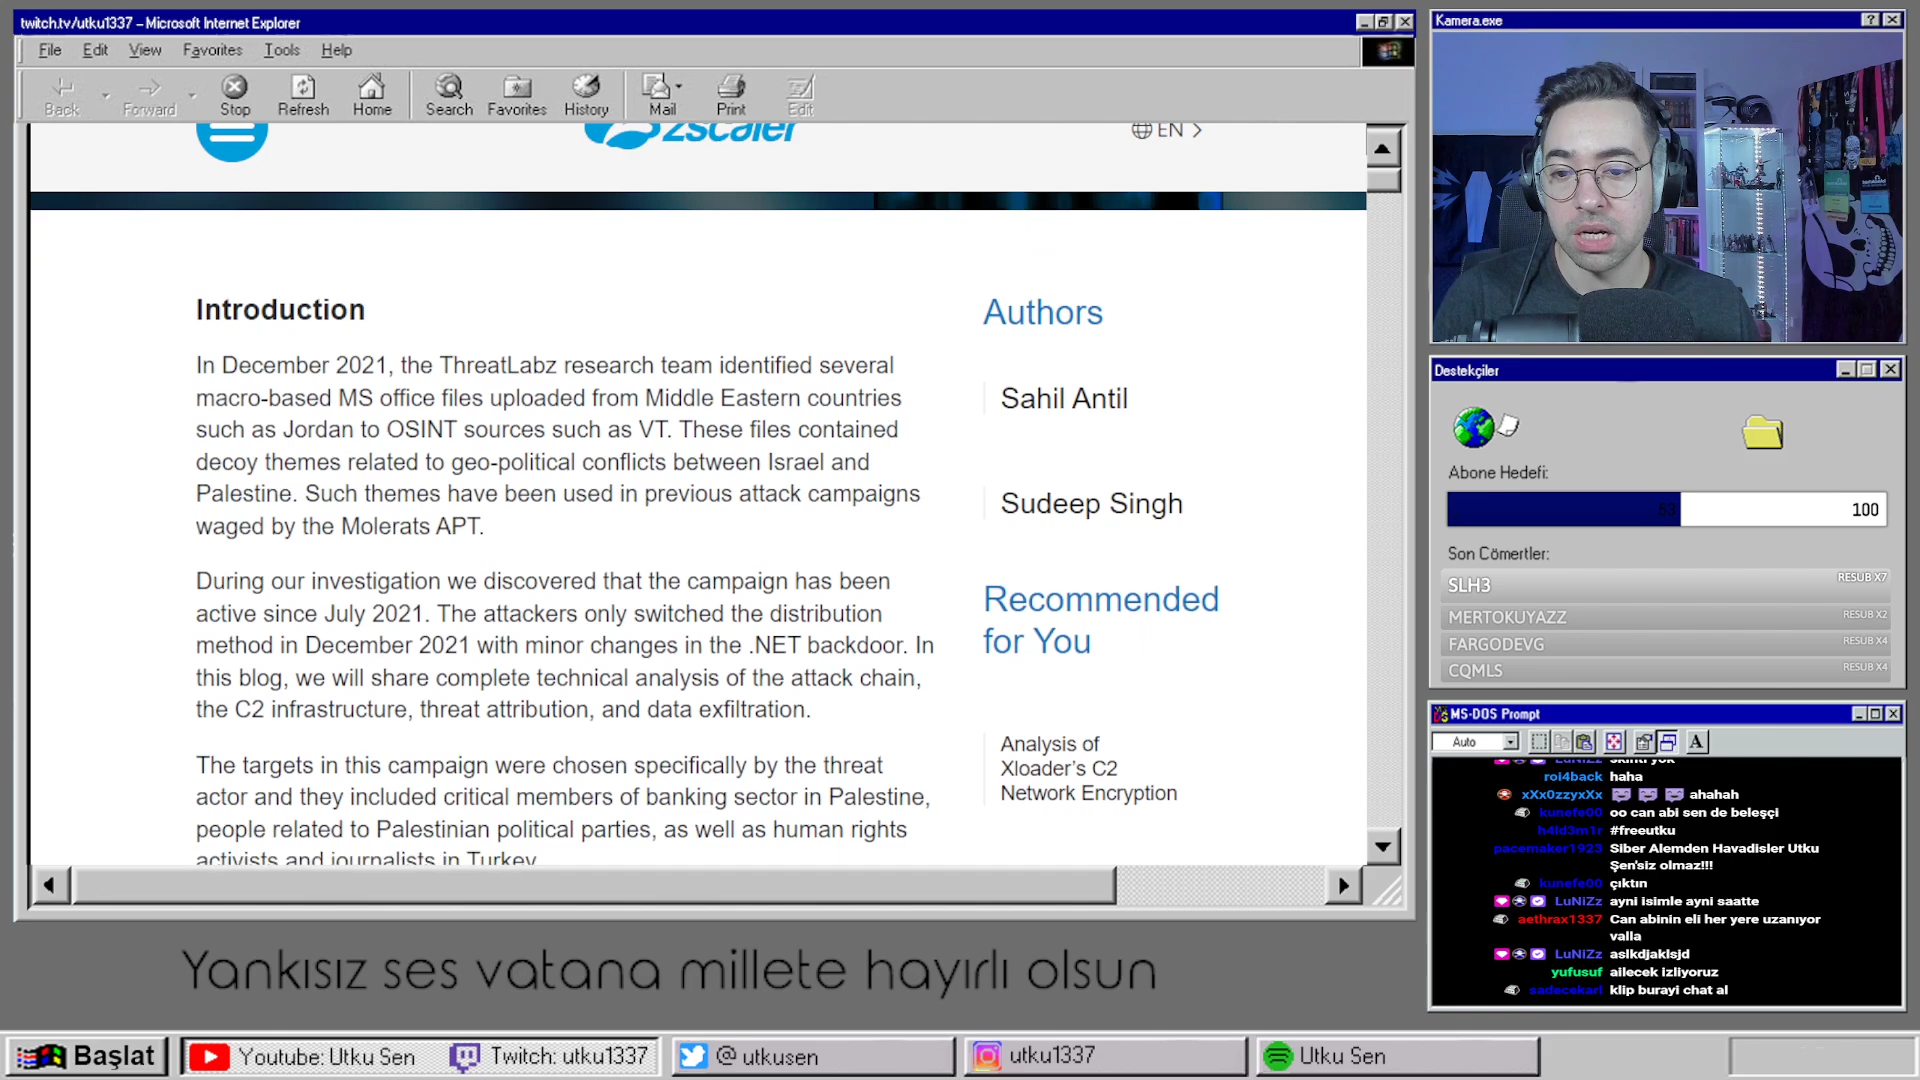 twitch.tv/utku1337 – Microsoft Internet Explorer
File Edit View Favorites Tools Help
Back Forward Stop Refresh Home Search Favorites History Mail Print Edit
zscaler
EN
Introduction
In December 2021, the ThreatLabz research team identified several
macro-based MS office files uploaded from Middle Eastern countries
such as Jordan to OSINT sources such as VT. These files contained
decoy themes related to geo-political conflicts between Israel and
Palestine. Such themes have been used in previous attack campaigns
waged by the Molerats APT.
During our investigation we discovered that the campaign has been
active since July 2021. The attackers only switched the distribution
method in December 2021 with minor changes in the .NET backdoor. In
this blog, we will share complete technical analysis of the attack chain,
the C2 infrastructure, threat attribution, and data exfiltration.
The targets in this campaign were chosen specifically by the threat
actor and they included critical members of banking sector in Palestine,
people related to Palestinian political parties, as well as human rights
activists and journalists in Turkey.
Authors
Sahil Antil
Sudeep Singh
Recommended
for You
Analysis of
Xloader's C2
Network Encryption
Kamera.exe
Destekçiler
Abone Hedefi:
53 100
Son Cömertler:
SLH3 RESUB X7
MERTOKUYAZZ RESUB X2
FARGODEVG RESUB X4
CQMLS RESUB X4
MS-DOS Prompt
Auto
A
LuNiZz sıkıntı yok
roi4back haha
xXx0zzyxXx ahahah
kunefe00 oo can abi sen de beleşçi
h4ld3m1r #freeutku
pacemaker1923 Siber Alemden Havadisler Utku
Şen'siz olmaz!!!
kunefe00 çıktın
LuNiZz ayni isimle ayni saatte
aethrax1337 Can abinin eli her yere uzanıyor
valla
LuNiZz aslkdjaklsjd
yufusuf ailecek izliyoruz
sadecekarl klip burayi chat al
Yankısız ses vatana millete hayırlı olsun
Başlat
Youtube: Utku Sen
Twitch: utku1337
@utkusen
utku1337
Utku Sen